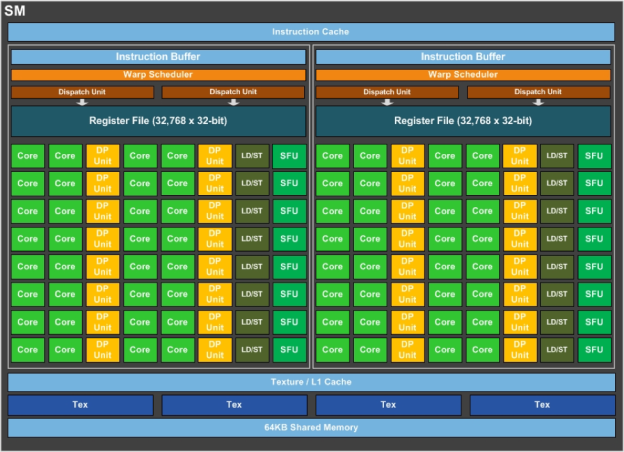 SM
Instruction Cache
Instruction Buffer Instruction Buffer
Warp Scheduler Warp Scheduler
Dispatch Unit Dispatch Unit Dispatch Unit Dispatch Unit
Register File (32,768 x 32-bit) Register File (32,768 x 32-bit)
Core Core DP Unit Core Core DP Unit LD/ST SFU Core Core DP Unit Core Core DP Unit LD/ST SFU
Core Core DP Unit Core Core DP Unit LD/ST SFU Core Core DP Unit Core Core DP Unit LD/ST SFU
Core Core DP Unit Core Core DP Unit LD/ST SFU Core Core DP Unit Core Core DP Unit LD/ST SFU
Core Core DP Unit Core Core DP Unit LD/ST SFU Core Core DP Unit Core Core DP Unit LD/ST SFU
Core Core DP Unit Core Core DP Unit LD/ST SFU Core Core DP Unit Core Core DP Unit LD/ST SFU
Core Core DP Unit Core Core DP Unit LD/ST SFU Core Core DP Unit Core Core DP Unit LD/ST SFU
Core Core DP Unit Core Core DP Unit LD/ST SFU Core Core DP Unit Core Core DP Unit LD/ST SFU
Core Core DP Unit Core Core DP Unit LD/ST SFU Core Core DP Unit Core Core DP Unit LD/ST SFU
Texture / L1 Cache
Tex Tex Tex Tex
64KB Shared Memory